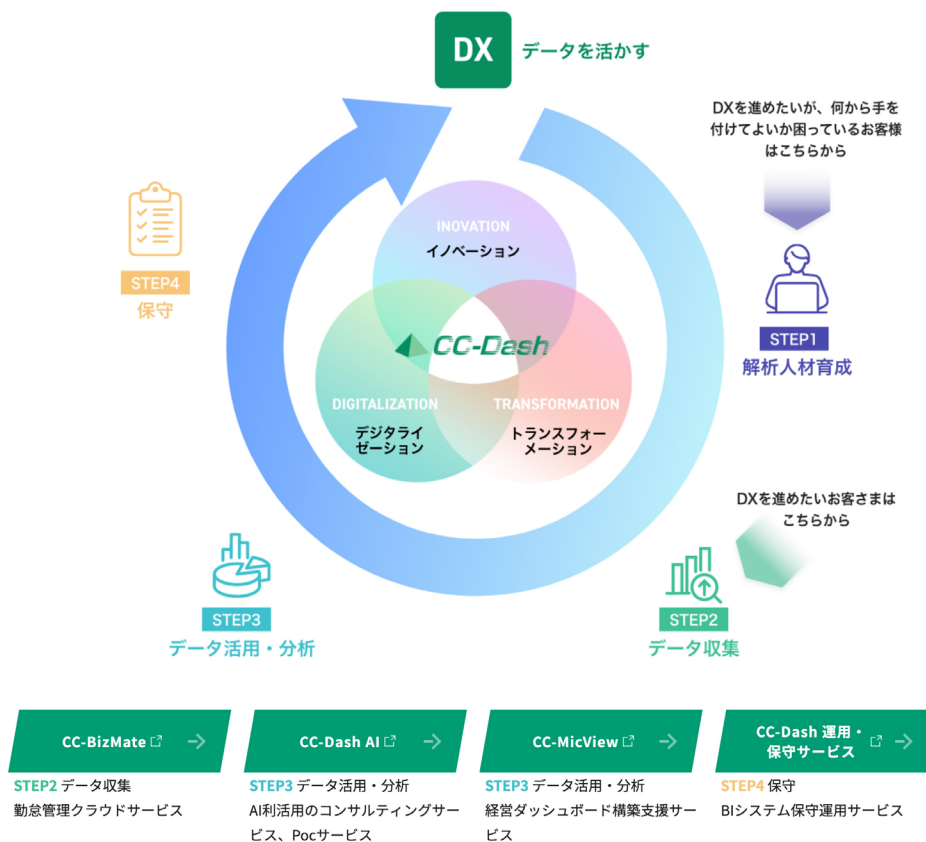 DX データを活かす
DXを進めたいが、何から手を
付けてよいか困っているお客様
はこちらから
STEP4
保守
INOVATION
イノベーション
STEP1
解析人材育成
CC-Dash
DIGITALIZATION
デジタライ
ゼーション
TRANSFORMATION
トランスフォー
メーション
DXを進めたいお客さまは
こちらから
STEP3
データ活用・分析
STEP2
データ収集
CC-BizMate
STEP2 データ収集
勤怠管理クラウドサービス
CC-Dash AI
STEP3 データ活用・分析
AI利活用のコンサルティングサー
ビス、Pocサービス
CC-MicView
STEP3 データ活用・分析
経営ダッシュボード構築支援サー
ビス
CC-Dash 運用・
保守サービス
STEP4 保守
BIシステム保守運用サービス